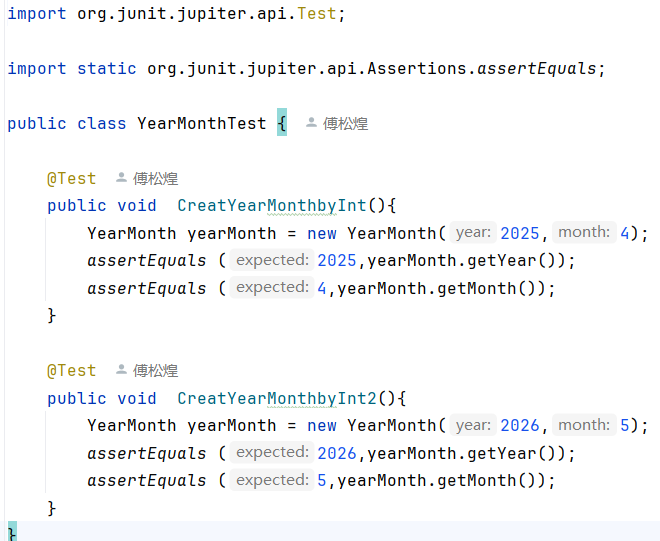 import org.junit.jupiter.api.Test;
import static org.junit.jupiter.api.Assertions.assertEquals;
public class YearMonthTest { 傅松煌
@Test 傅松煌
public void  CreatYearMonthbyInt(){
YearMonth yearMonth = new YearMonth( year: 2025, month: 4);
assertEquals ( expected: 2025,yearMonth.getYear());
assertEquals ( expected: 4,yearMonth.getMonth());
}
@Test 傅松煌
public void  CreatYearMonthbyInt2(){
YearMonth yearMonth = new YearMonth( year: 2026, month: 5);
assertEquals ( expected: 2026,yearMonth.getYear());
assertEquals ( expected: 5,yearMonth.getMonth());
}
}